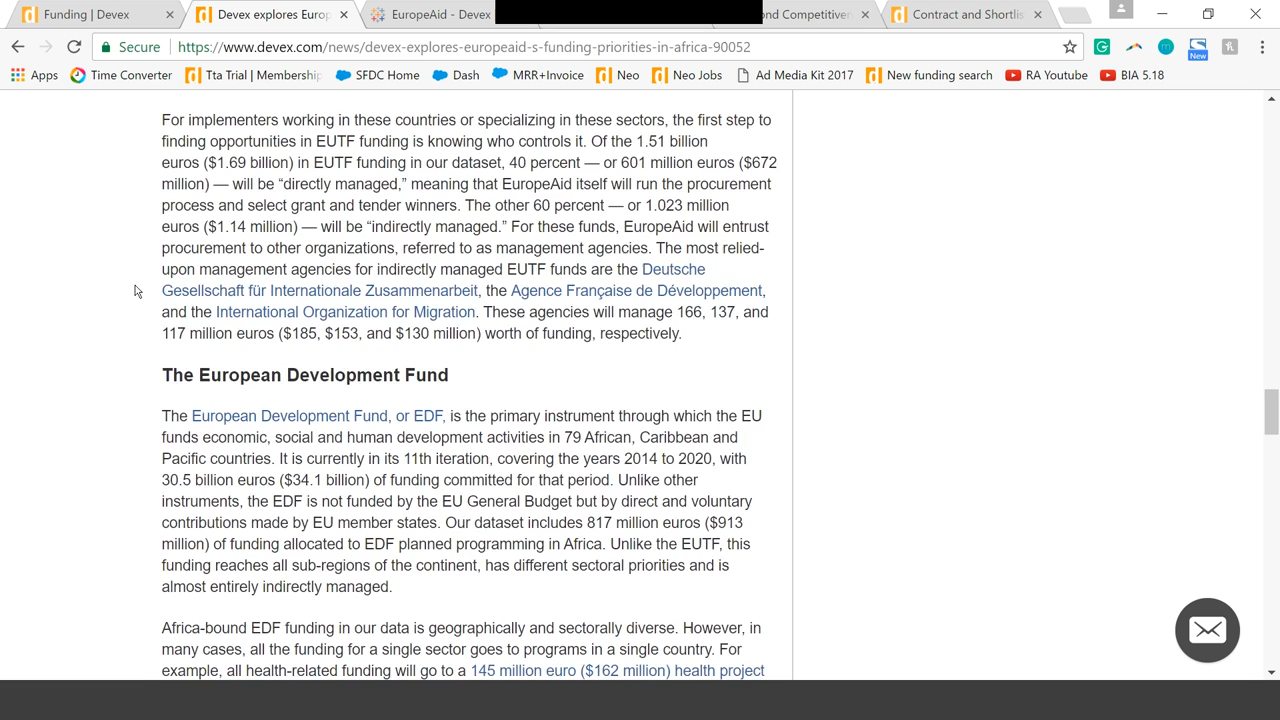 Funding | Devex
Devex explores Euro
EuropeAid - Devex
ond Competitiven
Contract and Shortlis
Secure
https://www.devex.com/news/devex-explores-europeaid-s-funding-priorities-in-africa-90052
Apps
Time Converter
Tta Trial | Membership
SFDC Home
Dash
MRR+Invoice
Neo
Neo Jobs
Ad Media Kit 2017
New funding search
RA Youtube
BIA 5.18
New
For implementers working in these countries or specializing in these sectors, the first step to
finding opportunities in EUTF funding is knowing who controls it. Of the 1.51 billion
euros ($1.69 billion) in EUTF funding in our dataset, 40 percent — or 601 million euros ($672
million) — will be “directly managed,” meaning that EuropeAid itself will run the procurement
process and select grant and tender winners. The other 60 percent — or 1.023 million
euros ($1.14 million) — will be “indirectly managed.” For these funds, EuropeAid will entrust
procurement to other organizations, referred to as management agencies. The most relied-
upon management agencies for indirectly managed EUTF funds are the Deutsche
Gesellschaft für Internationale Zusammenarbeit, the Agence Française de Développement,
and the International Organization for Migration. These agencies will manage 166, 137, and
117 million euros ($185, $153, and $130 million) worth of funding, respectively.
The European Development Fund
The European Development Fund, or EDF, is the primary instrument through which the EU
funds economic, social and human development activities in 79 African, Caribbean and
Pacific countries. It is currently in its 11th iteration, covering the years 2014 to 2020, with
30.5 billion euros ($34.1 billion) of funding committed for that period. Unlike other
instruments, the EDF is not funded by the EU General Budget but by direct and voluntary
contributions made by EU member states. Our dataset includes 817 million euros ($913
million) of funding allocated to EDF planned programming in Africa. Unlike the EUTF, this
funding reaches all sub-regions of the continent, has different sectoral priorities and is
almost entirely indirectly managed.
Africa-bound EDF funding in our data is geographically and sectorally diverse. However, in
many cases, all the funding for a single sector goes to programs in a single country. For
example, all health-related funding will go to a 145 million euro ($162 million) health project